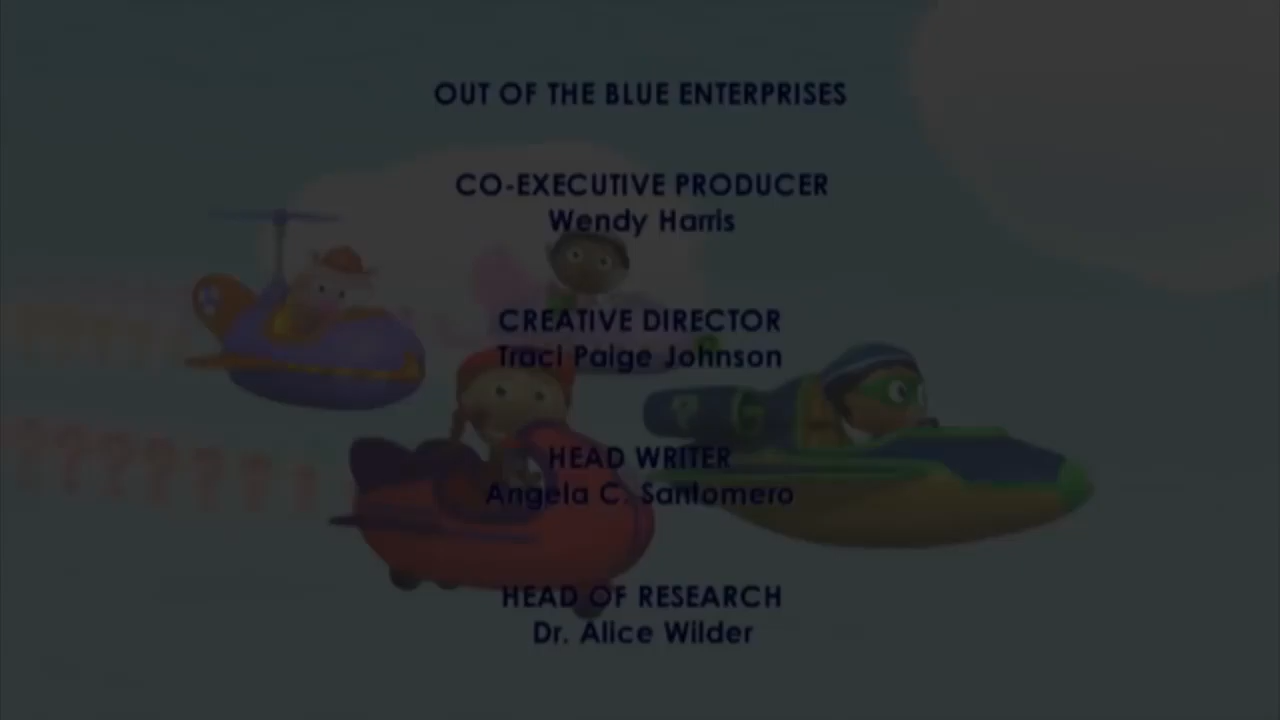 OUT OF THE BLUE ENTERPRISES
CO-EXECUTIVE PRODUCER
Wendy Harris
CREATIVE DIRECTOR
Traci Paige Johnson
HEAD WRITER
Angela C. Santomero
HEAD OF RESEARCH
Dr. Alice Wilder